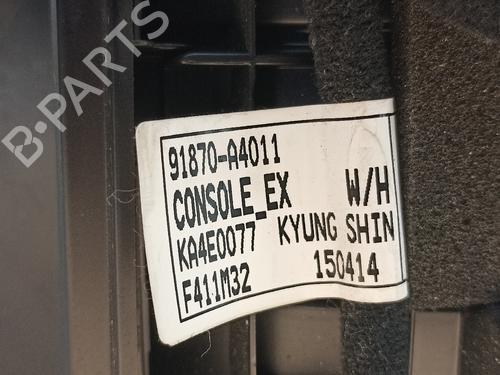 B-PARTS
91870-A4011
CONSOLE_EX W/H
KA4E0077 KYUNG SHIN
F411M32 150414